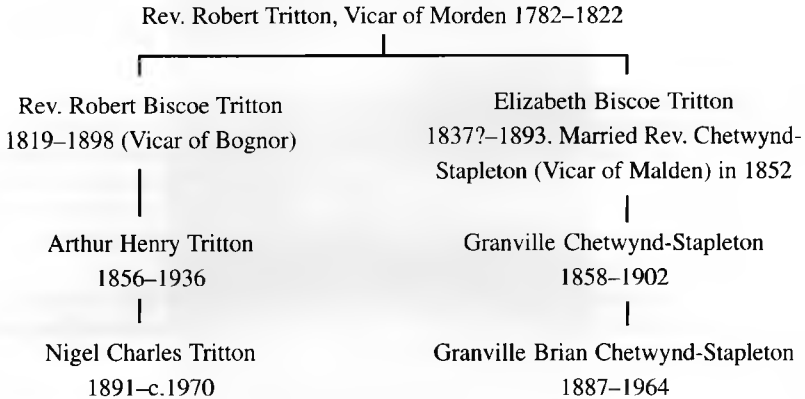 Rev. Robert Tritton, Vicar of Morden 1782–1822
Rev. Robert Biscoe Tritton
1819–1898 (Vicar of Bognor)
Elizabeth Biscoe Tritton
1837?–1893. Married Rev. Chetwynd-
Stapleton (Vicar of Malden) in 1852
Arthur Henry Tritton
1856–1936
Granville Chetwynd-Stapleton
1858–1902
Nigel Charles Tritton
1891–c.1970
Granville Brian Chetwynd-Stapleton
1887–1964